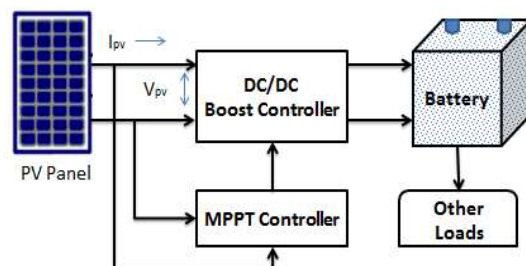 Ipv
DC/DC
Boost Controller
Vpv
Battery
PV Panel
MPPT Controller
Other
Loads